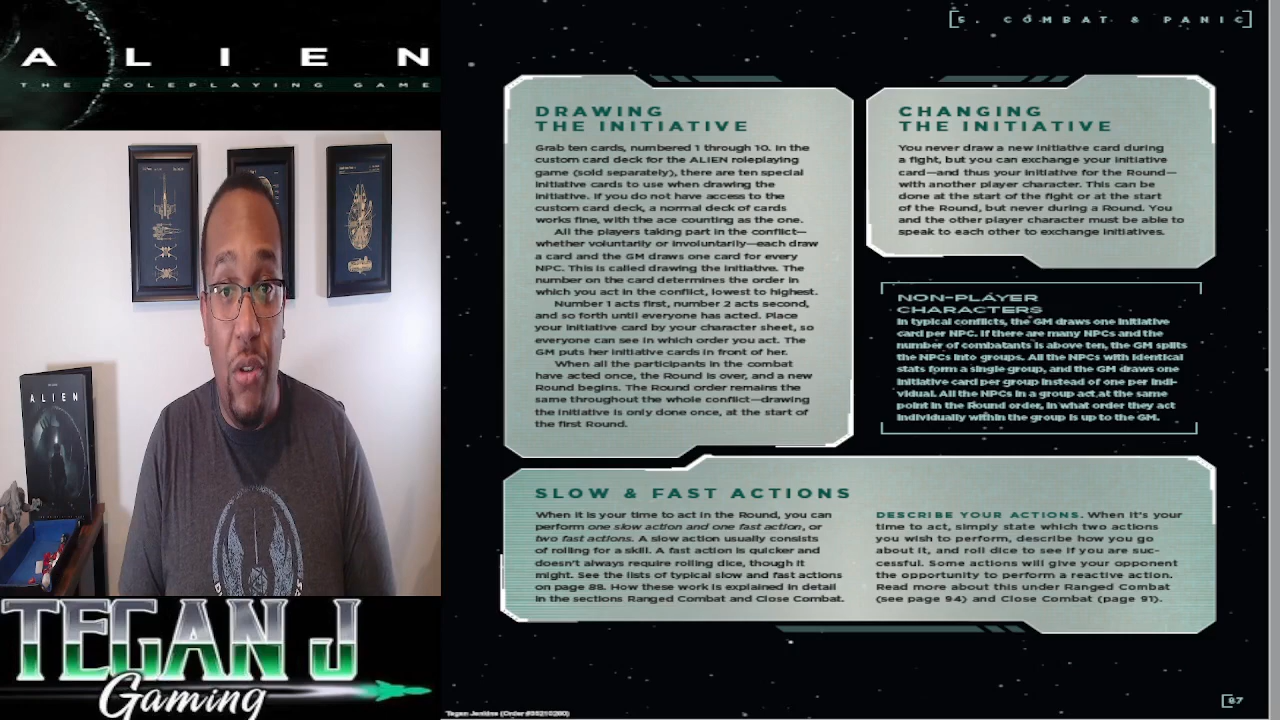 ALIEN
THE ROLEPLAYING GAME
ALIEN
TEGAN J
Gaming
5. COMBAT & PANIC
DRAWING
THE INITIATIVE
Grab ten cards, numbered 1 through 10. In the
custom card deck for the ALIEN roleplaying
game (sold separately), there are ten special
initiative cards to use when drawing the
initiative. If you do not have access to the
custom card deck, a normal deck of cards
works fine, with the ace counting as the one.
All the players taking part in the conflict—
whether voluntarily or involuntarily—each draw
a card and the GM draws one card for every
NPC. This is called drawing the initiative. The
number on the card determines the order in
which you act in the conflict, lowest to highest.
Number 1 acts first, number 2 acts second,
and so forth until everyone has acted. Place
your initiative card by your character sheet, so
everyone can see in which order you act. The
GM puts her initiative cards in front of her.
When all the participants in the combat
have acted once, the Round is over, and a new
Round begins. The Round order remains the
same throughout the whole conflict—drawing
the initiative is only done once, at the start of
the first Round.
CHANGING
THE INITIATIVE
You never draw a new initiative card during
a fight, but you can exchange your initiative
card—and thus your initiative for the Round—
with another player character. This can be
done at the start of the fight or at the start
of the Round, but never during a Round. You
and the other player character must be able to
speak to each other to exchange initiatives.
NON-PLAYER
CHARACTERS
In typical conflicts, the GM draws one initiative
card per NPC. If there are many NPCs and the
number of combatants is above ten, the GM splits
the NPCs into groups. All the NPCs with identical
stats form a single group, and the GM draws one
initiative card per group instead of one per indi-
vidual. All the NPCs in a group act at the same
point in the Round order, in what order they act
individually within the group is up to the GM.
SLOW & FAST ACTIONS
When it is your time to act in the Round, you can
perform one slow action and one fast action, or
two fast actions. A slow action usually consists
of rolling for a skill. A fast action is quicker and
doesn't always require rolling dice, though it
might. See the lists of typical slow and fast actions
on page 88. How these work is explained in detail
in the sections Ranged Combat and Close Combat.
DESCRIBE YOUR ACTIONS. When it's your
time to act, simply state which two actions
you wish to perform, describe how you go
about it, and roll dice to see if you are suc-
cessful. Some actions will give your opponent
the opportunity to perform a reactive action.
Read more about this under Ranged Combat
(see page 94) and Close Combat (page 91).
87